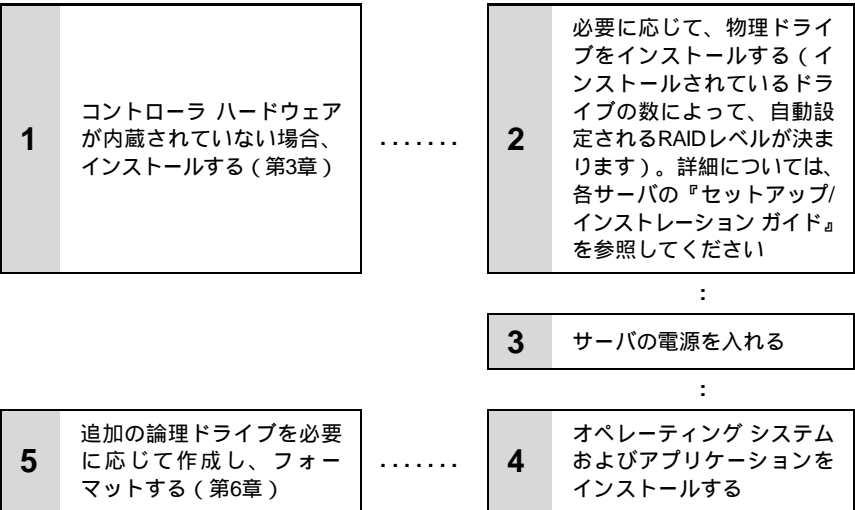 1
コントローラ ハードウェア
が内蔵されていない場合、
インストールする(第3章)
.......
2
必要に応じて、物理ドライ
ブをインストールする(イ
ンストールされているドラ
イブの数によって、自動設
定されるRAIDレベルが決ま
ります)。詳細については、
各サーバの『セットアップ/
インストレーション ガイド』
を参照してください
:
3
サーバの電源を入れる
:
5
追加の論理ドライブを必要
に応じて作成し、フォー
マットする(第6章)
.......
4
オペレーティング システム
およびアプリケーションを
インストールする